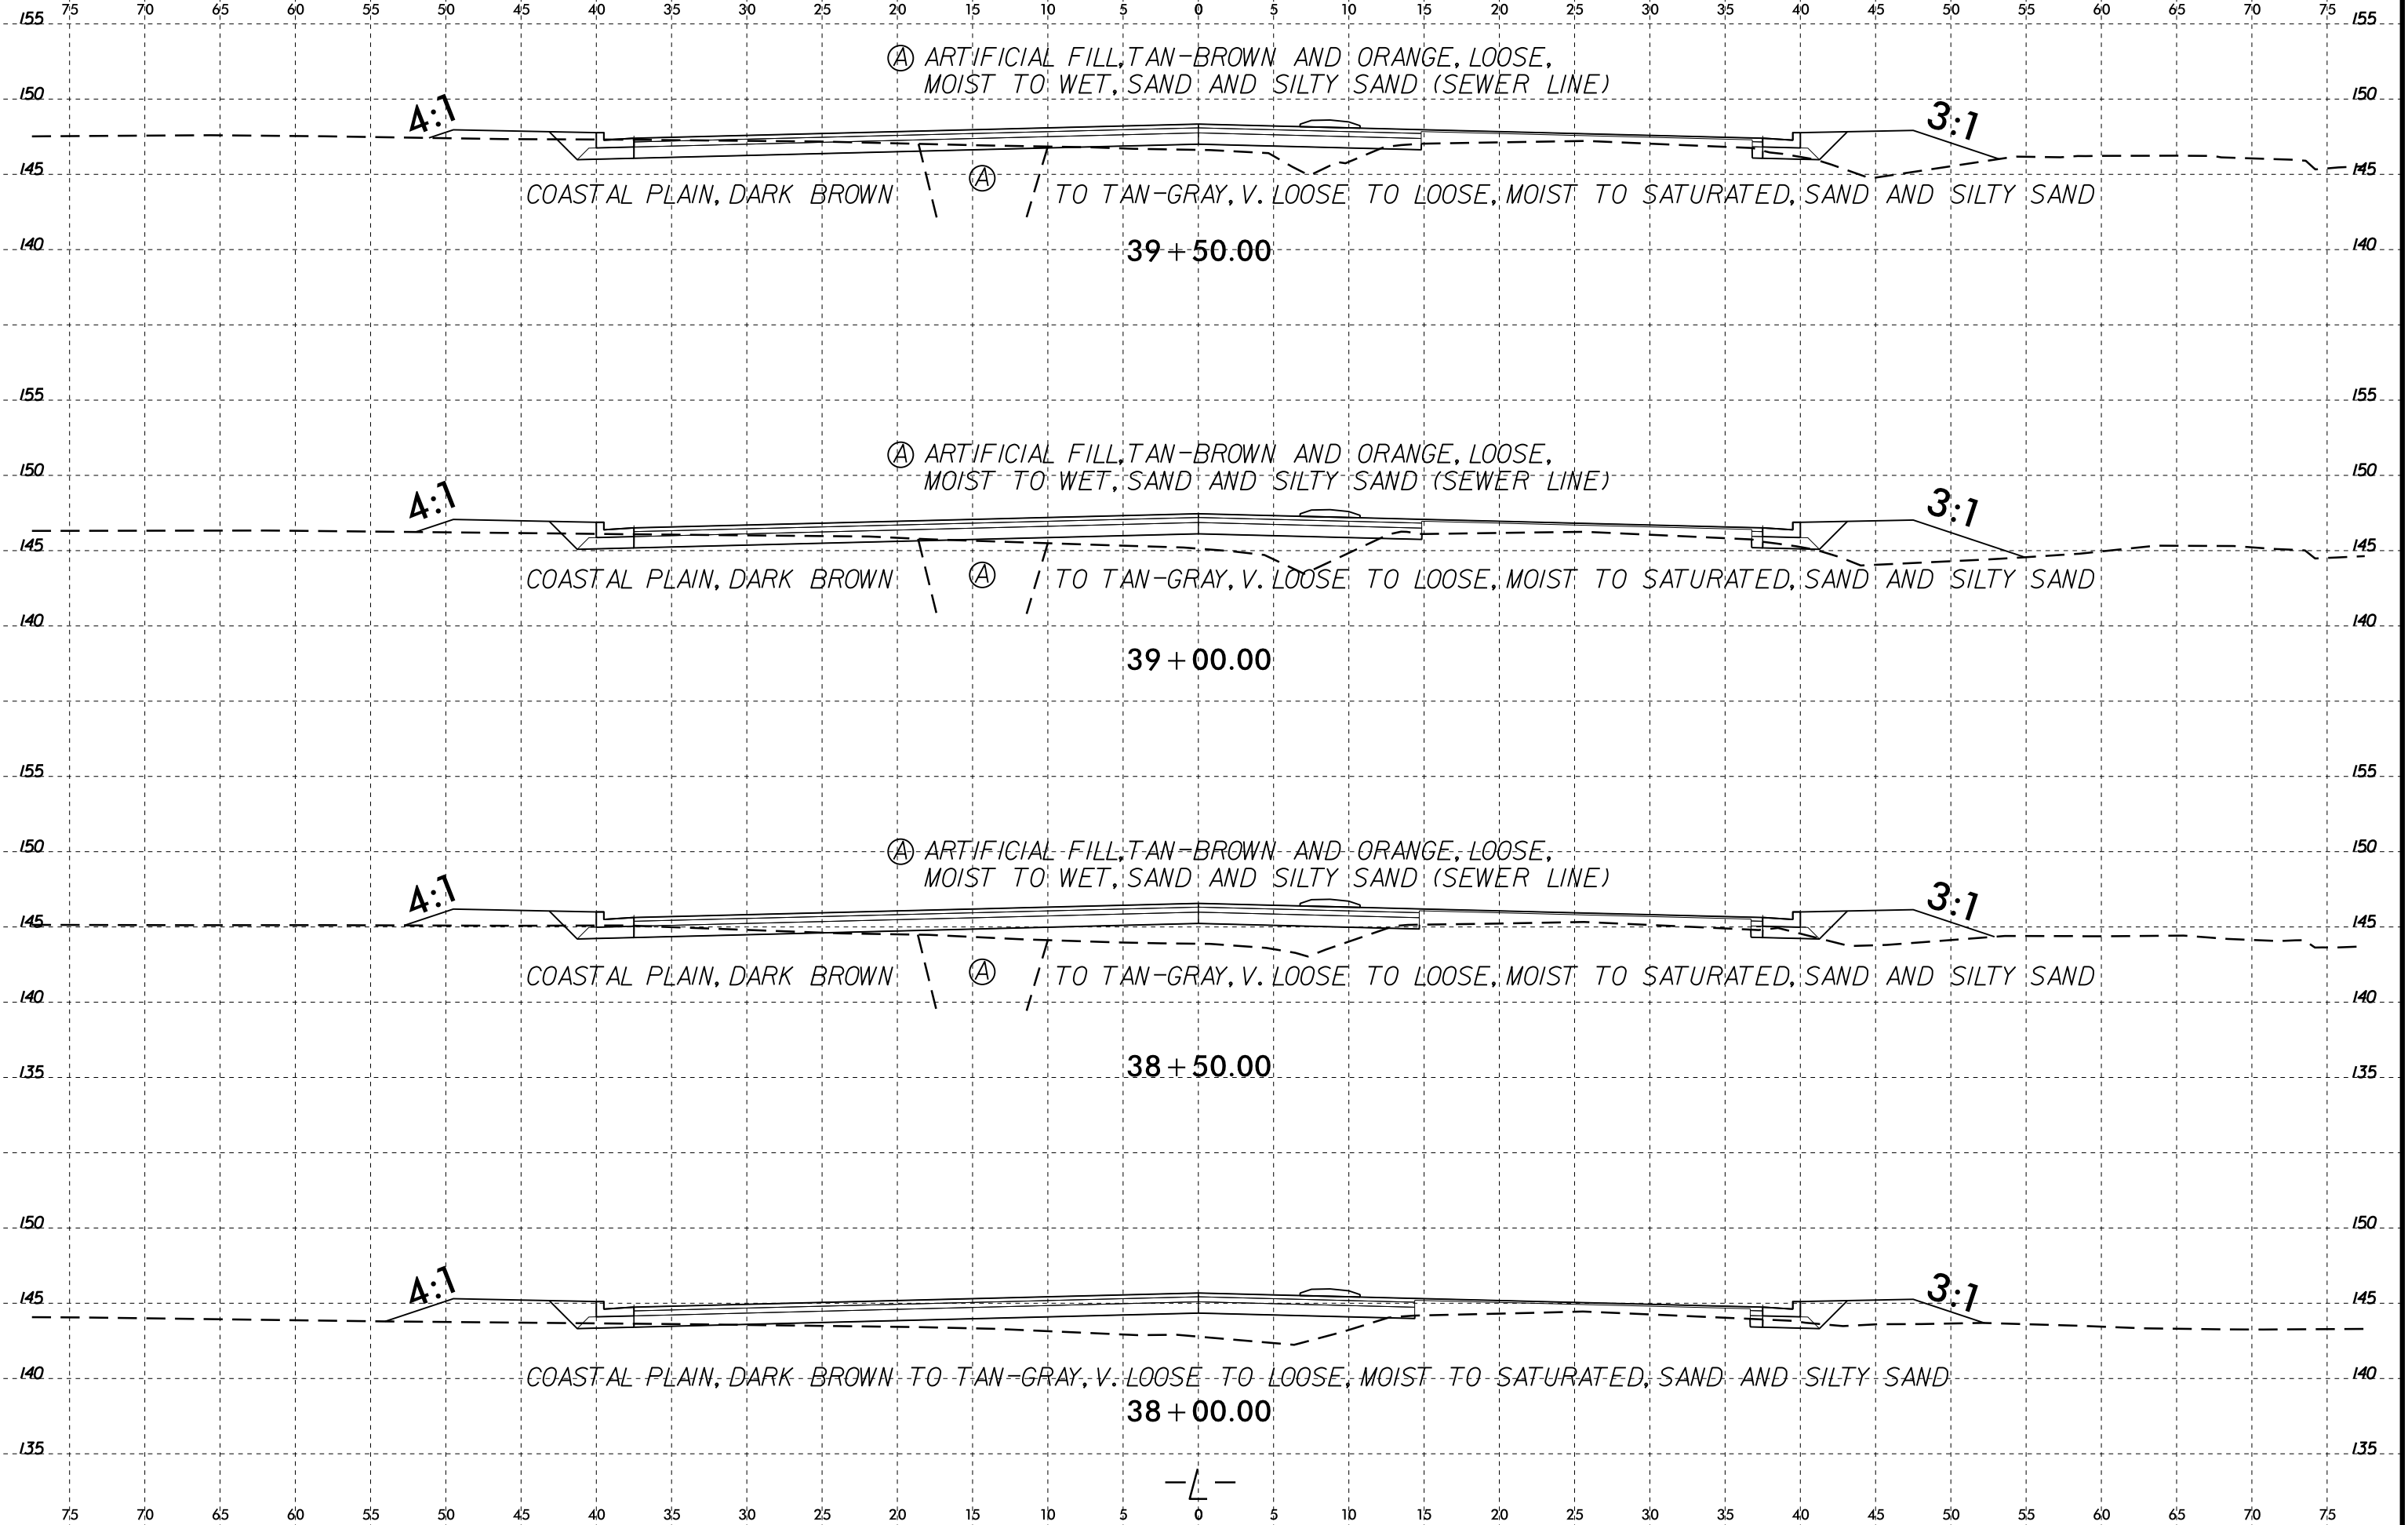 75 70 65 60 55 50 45 40 35 30 25 20 15 10 5 0 5 10 15 20 25 30 35 40 45 50 55 60 65 70 75
155 155
Ⓐ ARTIFICIAL FILL, TAN-BROWN AND ORANGE, LOOSE,
MOIST TO WET, SAND AND SILTY SAND (SEWER LINE)
150 150
4:1 3:1
145 145
COASTAL PLAIN, DARK BROWN Ⓐ TO TAN-GRAY, V. LOOSE TO LOOSE, MOIST TO SATURATED, SAND AND SILTY SAND
140 140
39+50.00
155 155
Ⓐ ARTIFICIAL FILL, TAN-BROWN AND ORANGE, LOOSE,
MOIST TO WET, SAND AND SILTY SAND (SEWER LINE)
150 150
4:1 3:1
145 145
COASTAL PLAIN, DARK BROWN Ⓐ TO TAN-GRAY, V. LOOSE TO LOOSE, MOIST TO SATURATED, SAND AND SILTY SAND
140 140
39+00.00
155 155
Ⓐ ARTIFICIAL FILL, TAN-BROWN AND ORANGE, LOOSE,
150 150
MOIST TO WET, SAND AND SILTY SAND (SEWER LINE)
4:1 3:1
145 145
COASTAL PLAIN, DARK BROWN Ⓐ TO TAN-GRAY, V. LOOSE TO LOOSE, MOIST TO SATURATED, SAND AND SILTY SAND
140 140
38+50.00
135 135
150 150
4:1 3:1
145 145
COASTAL PLAIN, DARK BROWN TO TAN-GRAY, V. LOOSE TO LOOSE, MOIST TO SATURATED, SAND AND SILTY SAND
140 140
38+00.00
135 135
-L-
75 70 65 60 55 50 45 40 35 30 25 20 15 10 5 0 5 10 15 20 25 30 35 40 45 50 55 60 65 70 75